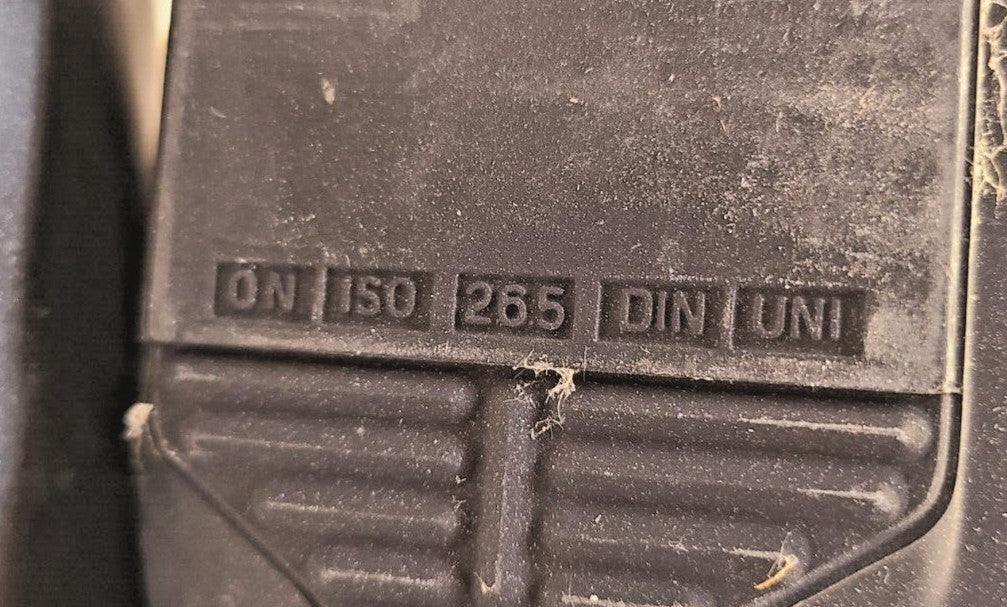 ÖN ISO 265 DIN UNI